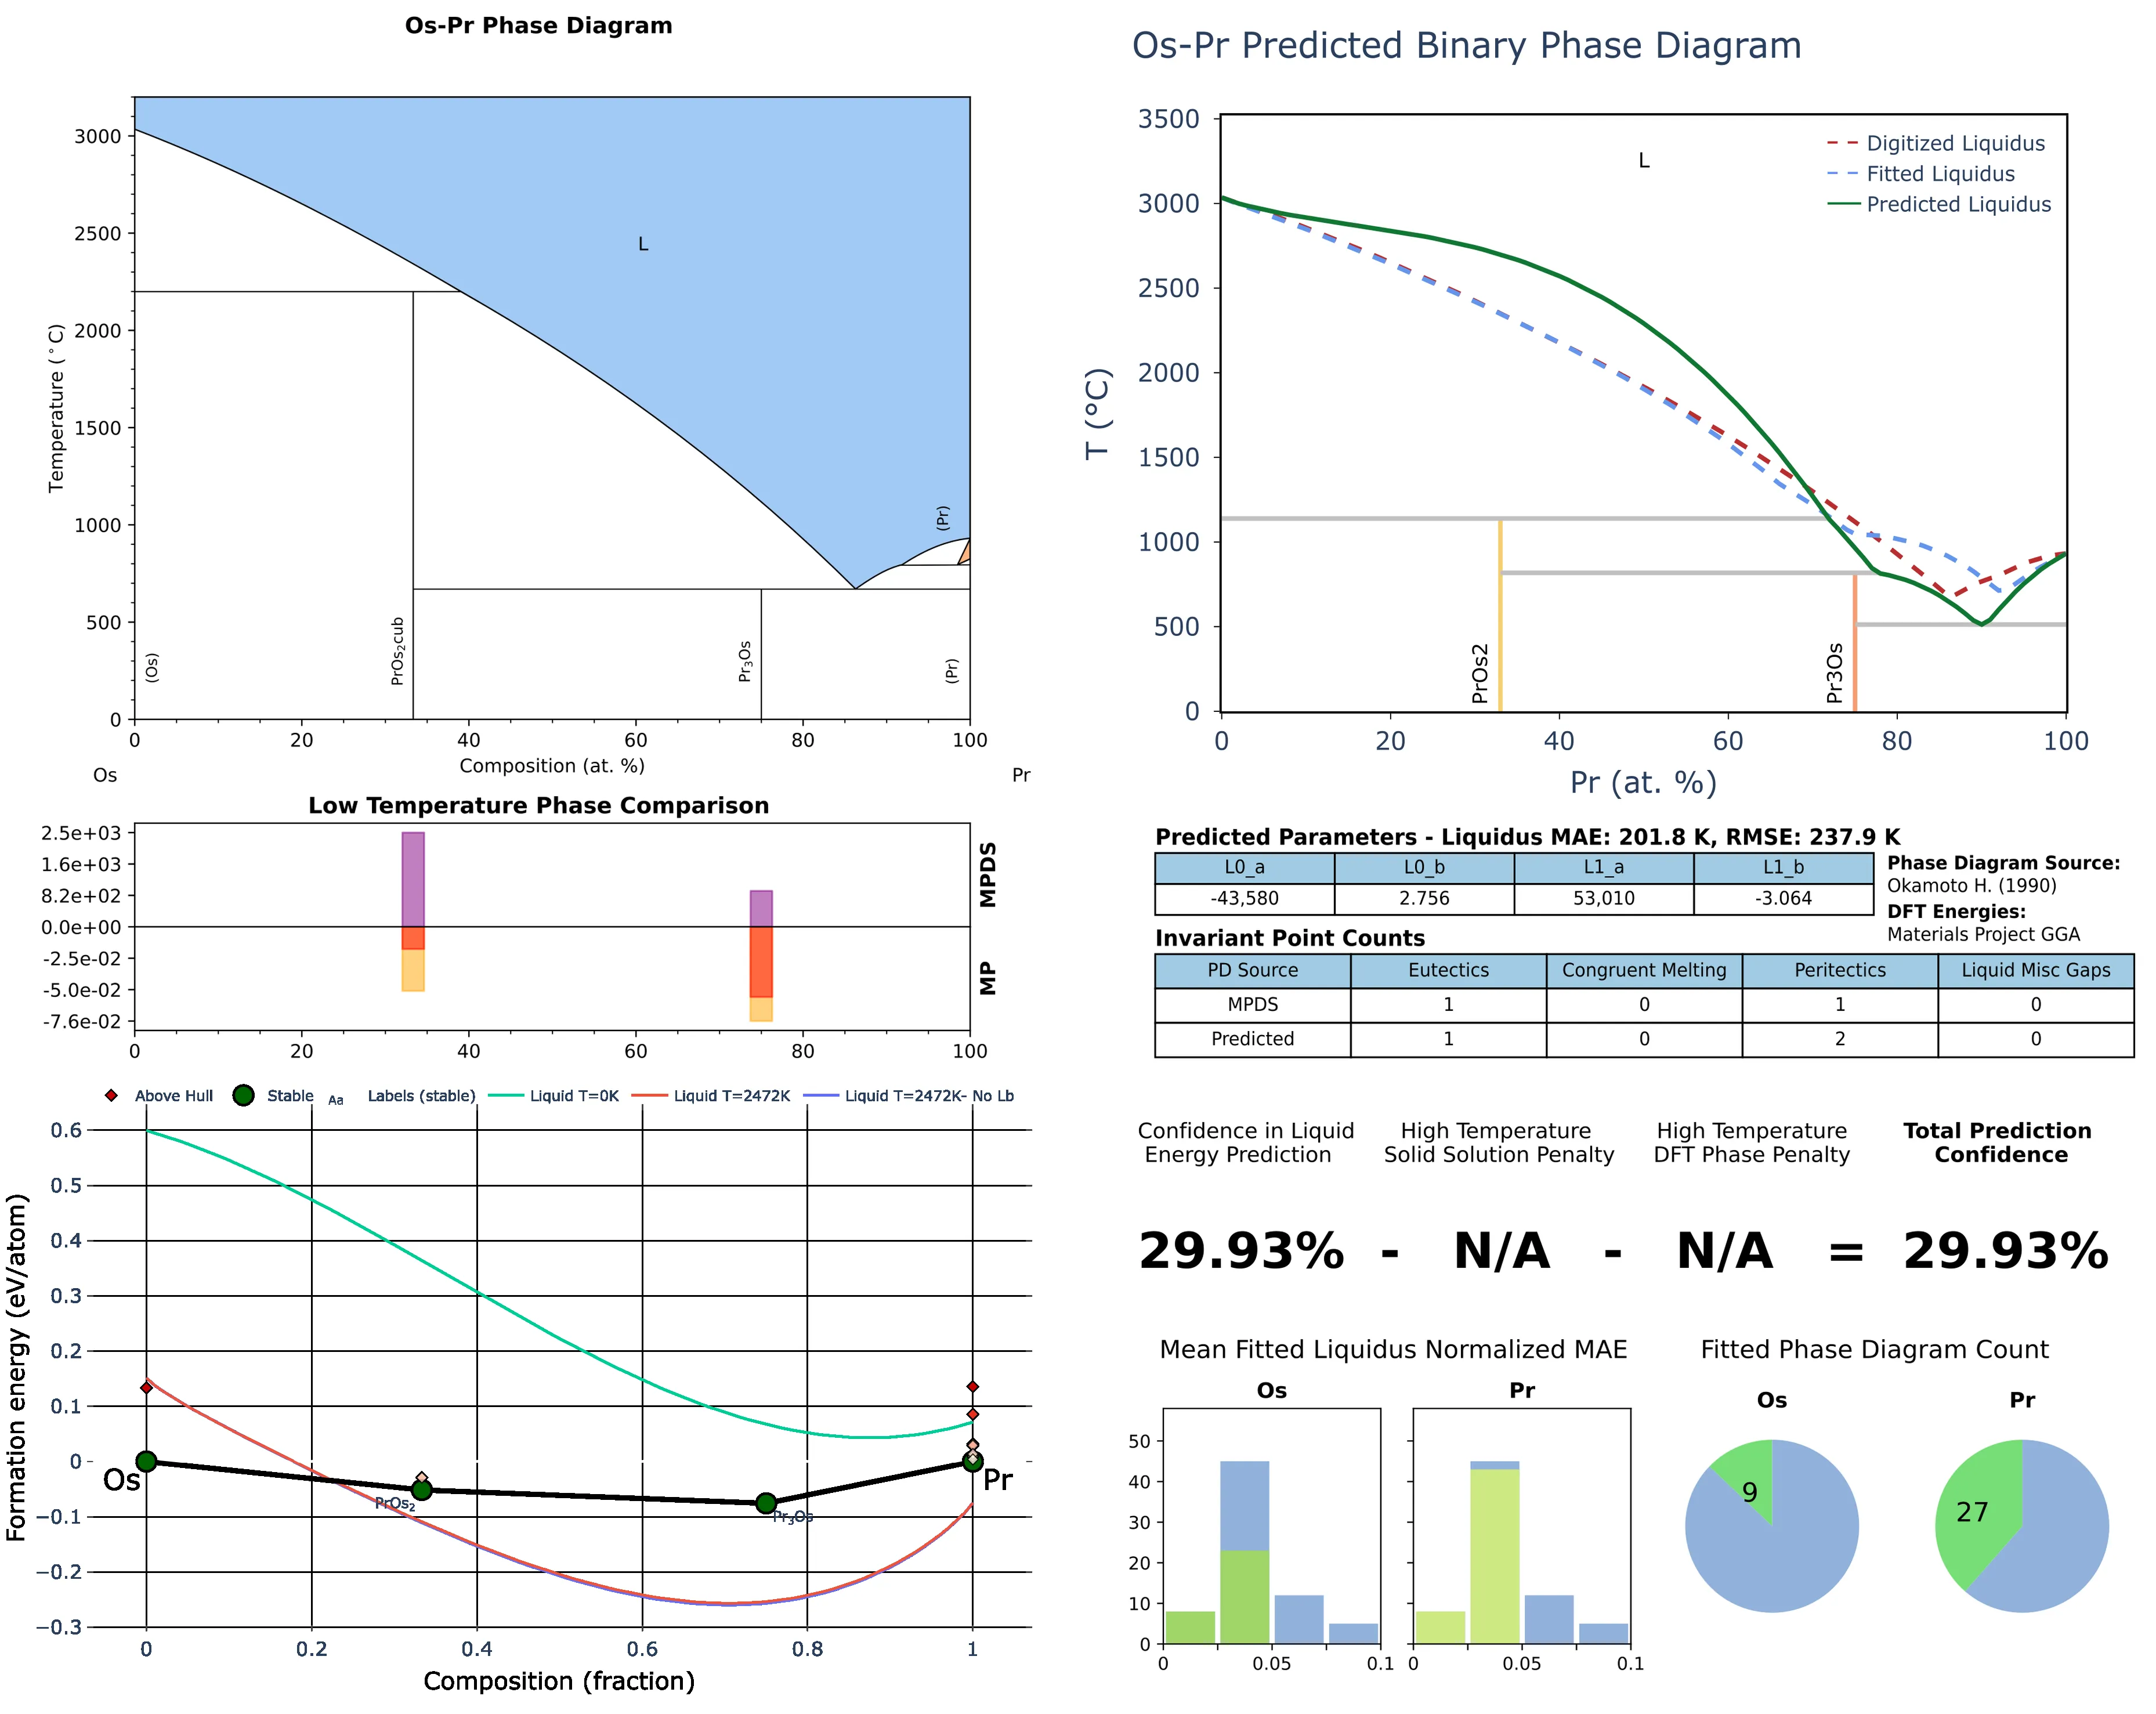 Os-Pr Phase Diagram
3000
2500
2000
1500
1000
500
0
Temperature (°C)
L
(Pr)
(Os)
PrOs₂cub
Pr₃Os
(Pr)
0 20 40 60 80 100
Composition (at. %)
Os Pr
Os-Pr Predicted Binary Phase Diagram
3500
3000
2500
2000
1500
1000
500
0
T (°C)
L
Digitized Liquidus
Fitted Liquidus
Predicted Liquidus
PrOs2
Pr3Os
0 20 40 60 80 100
Pr (at. %)
Low Temperature Phase Comparison
2.5e+03
1.6e+03
8.2e+02
0.0e+00
-2.5e-02
-5.0e-02
-7.6e-02
MPDS
MP
0 20 40 60 80 100
Predicted Parameters - Liquidus MAE: 201.8 K, RMSE: 237.9 K
L0_a L0_b L1_a L1_b
-43,580 2.756 53,010 -3.064
Phase Diagram Source:
Okamoto H. (1990)
DFT Energies:
Materials Project GGA
Invariant Point Counts
PD Source Eutectics Congruent Melting Peritectics Liquid Misc Gaps
MPDS 1 0 1 0
Predicted 1 0 2 0
Above Hull Stable Aa Labels (stable) Liquid T=0K Liquid T=2472K Liquid T=2472K- No Lb
0.6
0.5
0.4
0.3
0.2
0.1
0
−0.1
−0.2
−0.3
Formation energy (eV/atom)
Os
PrOs₂
Pr₃Os
Pr
0 0.2 0.4 0.6 0.8 1
Composition (fraction)
Confidence in Liquid
Energy Prediction
High Temperature
Solid Solution Penalty
High Temperature
DFT Phase Penalty
Total Prediction
Confidence
29.93% - N/A - N/A = 29.93%
Mean Fitted Liquidus Normalized MAE
Os
Pr
50
40
30
20
10
0
0 0.05 0.1
0 0.05 0.1
Fitted Phase Diagram Count
Os
Pr
9
27